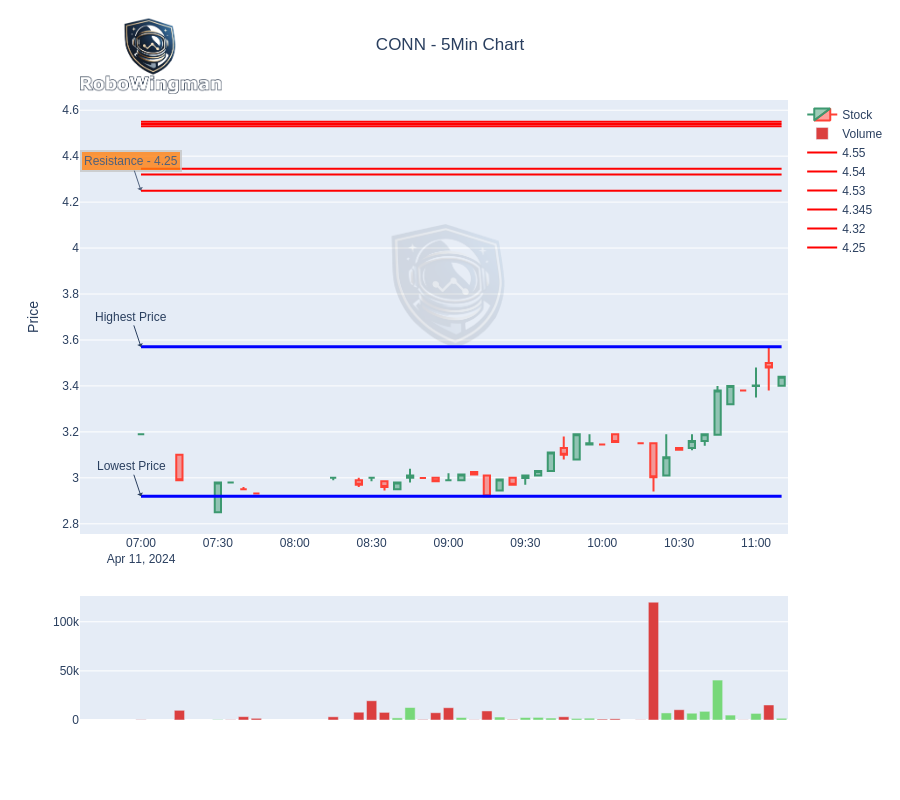 CONN - 5Min Chart
RoboWingman
4.6
4.4
4.2
4
3.8
3.6
3.4
3.2
3
2.8
Price
Resistance - 4.25
Highest Price
Lowest Price
07:00
07:30
08:00
08:30
09:00
09:30
10:00
10:30
11:00
Apr 11, 2024
100k
50k
0
Stock
Volume
4.55
4.54
4.53
4.345
4.32
4.25